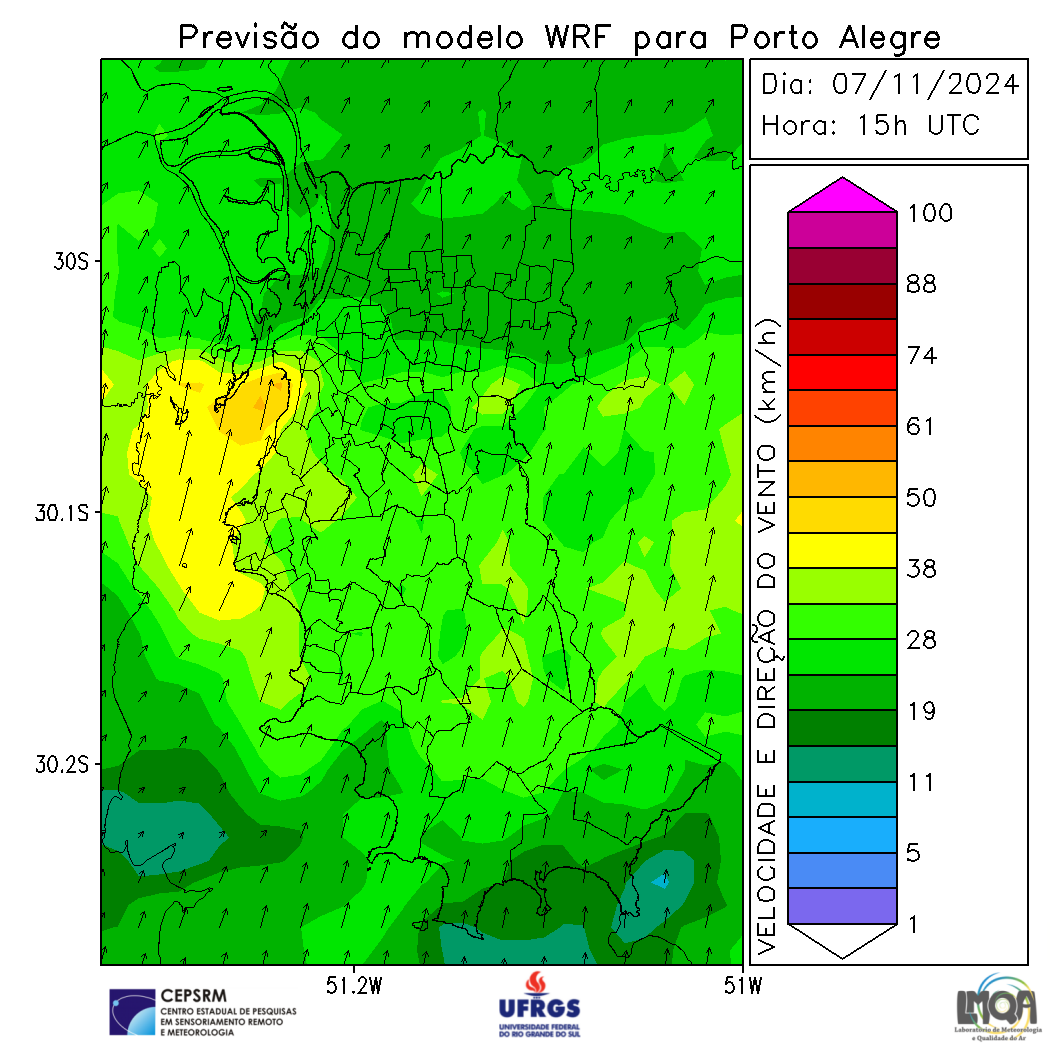 Previsão do modelo WRF para Porto Alegre
Dia: 07/11/2024
Hora: 15h UTC
30S
30.1S
30.2S
51.2W
51W
VELOCIDADE E DIREÇÃO DO VENTO (km/h)
100
88
74
61
50
38
28
19
11
5
1
CEPSRM
CENTRO ESTADUAL DE PESQUISAS
EM SENSORIAMENTO REMOTO
E METEOROLOGIA
UFRGS
UNIVERSIDADE FEDERAL
DO RIO GRANDE DO SUL
LMQA
Laboratório de Meteorologia
e Qualidade do Ar